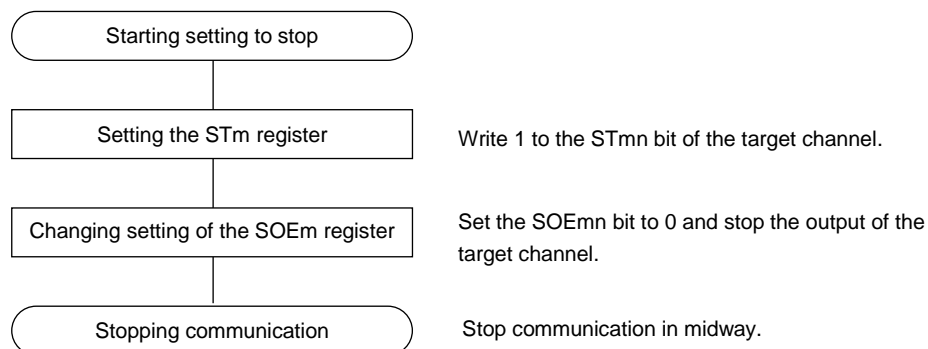 Starting setting to stop
Setting the STm register
Write 1 to the STmn bit of the target channel.
Changing setting of the SOEm register
Set the SOEmn bit to 0 and stop the output of the
target channel.
Stopping communication
Stop communication in midway.